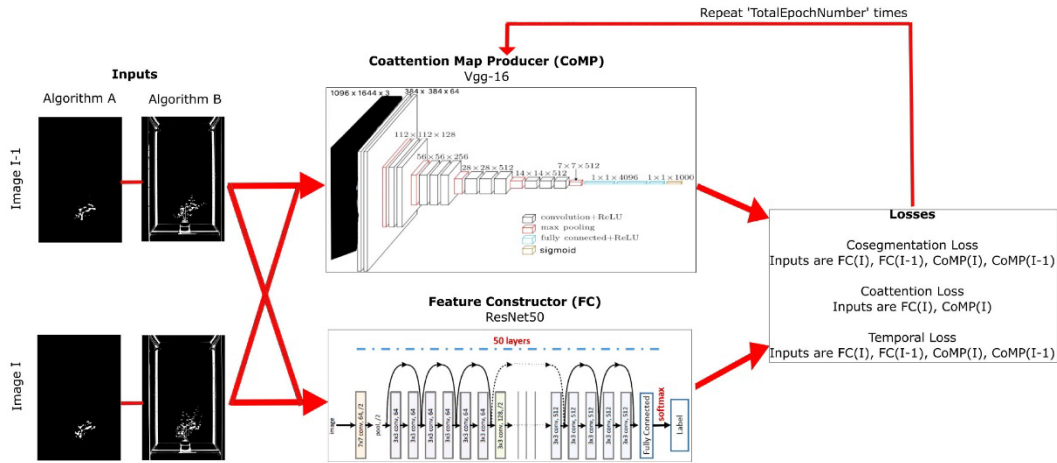 Repeat 'TotalEpochNumber' times
Coattention Map Producer (CoMP)
Vgg-16
Inputs
Algorithm A
Algorithm B
Image I-1
Image I
1096 x 1644 x 3
384 x 384 x 64
112×112×128
56×56×256
28×28×512
14×14×512
7×7×512
1×1×4096
1×1×1000
convolution+ReLU
max pooling
fully connected+ReLU
sigmoid
Feature Constructor (FC)
ResNet50
50 layers
image
7x7 conv, 64, /2
pool, /2
3x3 conv, 64
3x3 conv, 64
3x3 conv, 64
3x3 conv, 64
3x3 conv, 64
3x3 conv, 64
3x3 conv, 128, /2
3x3 conv, 512
3x3 conv, 512
3x3 conv, 512
3x3 conv, 512
3x3 conv, 512
Fully Connected
softmax
Label
Losses
Cosegmentation Loss
Inputs are FC(I), FC(I-1), CoMP(I), CoMP(I-1)
Coattention Loss
Inputs are FC(I), CoMP(I)
Temporal Loss
Inputs are FC(I), FC(I-1), CoMP(I), CoMP(I-1)